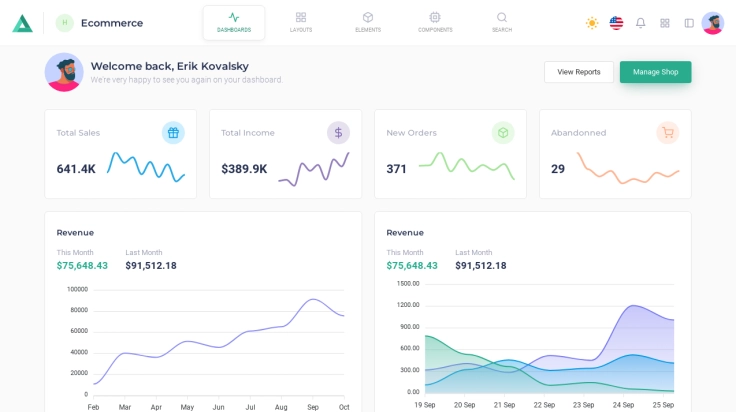 H
Ecommerce
DASHBOARDS
LAYOUTS
ELEMENTS
COMPONENTS
SEARCH
Welcome back, Erik Kovalsky
We're very happy to see you again on your dashboard.
View Reports
Manage Shop
Total Sales
641.4K
Total Income
$
$389.9K
New Orders
371
Abandonned
29
Revenue
This Month
Last Month
$75,648.43
$91,512.18
100000
80000
60000
40000
20000
0
Feb Mar Apr May Jun Jul Aug Sep Oct
Revenue
This Month
Last Month
$75,648.43
$91,512.18
1500.00
1200.00
900.00
600.00
300.00
0.00
19 Sep 20 Sep 21 Sep 22 Sep 23 Sep 24 Sep 25 Sep